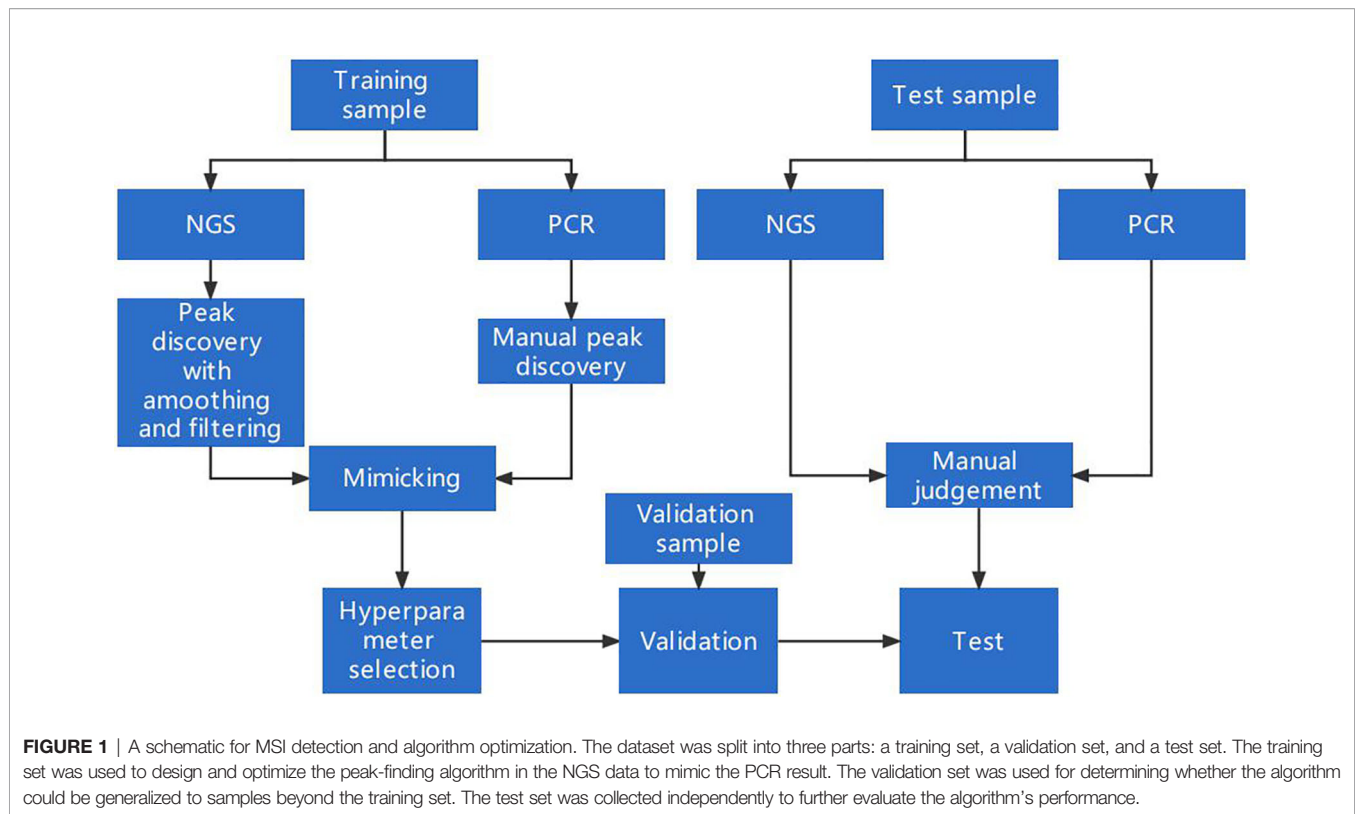 Training
sample
Test sample
NGS
PCR
NGS
PCR
Peak
discovery
with
amoothing
and filtering
Manual peak
discovery
Mimicking
Manual
judgement
Validation
sample
Hyperpara
meter
selection
Validation
Test
FIGURE 1 | A schematic for MSI detection and algorithm optimization. The dataset was split into three parts: a training set, a validation set, and a test set. The training
set was used to design and optimize the peak-finding algorithm in the NGS data to mimic the PCR result. The validation set was used for determining whether the algorithm
could be generalized to samples beyond the training set. The test set was collected independently to further evaluate the algorithm’s performance.